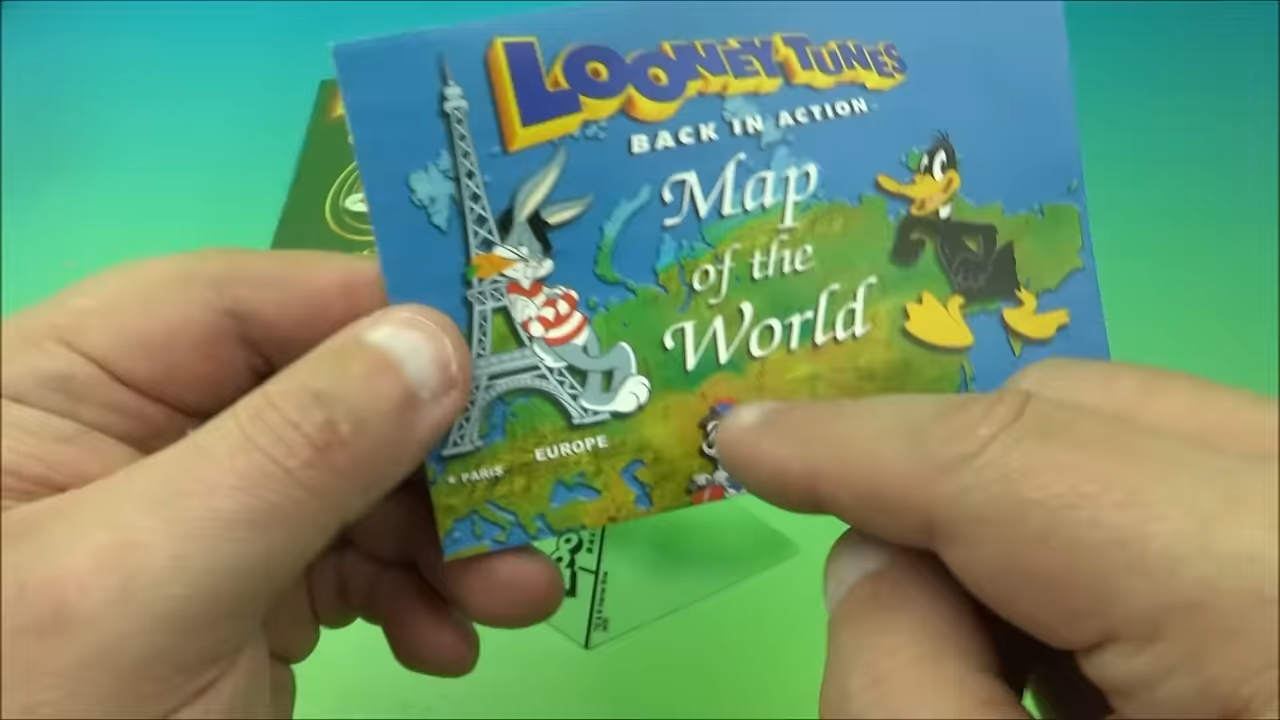 LOONEY TUNES
BACK IN ACTION
Map
of the
World
EUROPE
PARIS